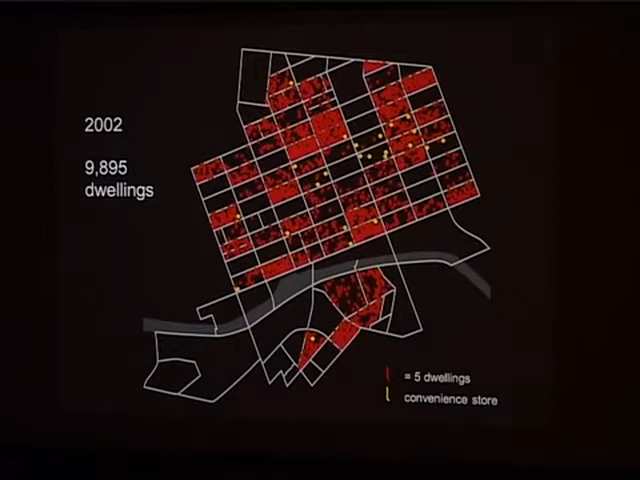 2002
9,895
dwellings
= 5 dwellings
convenience store